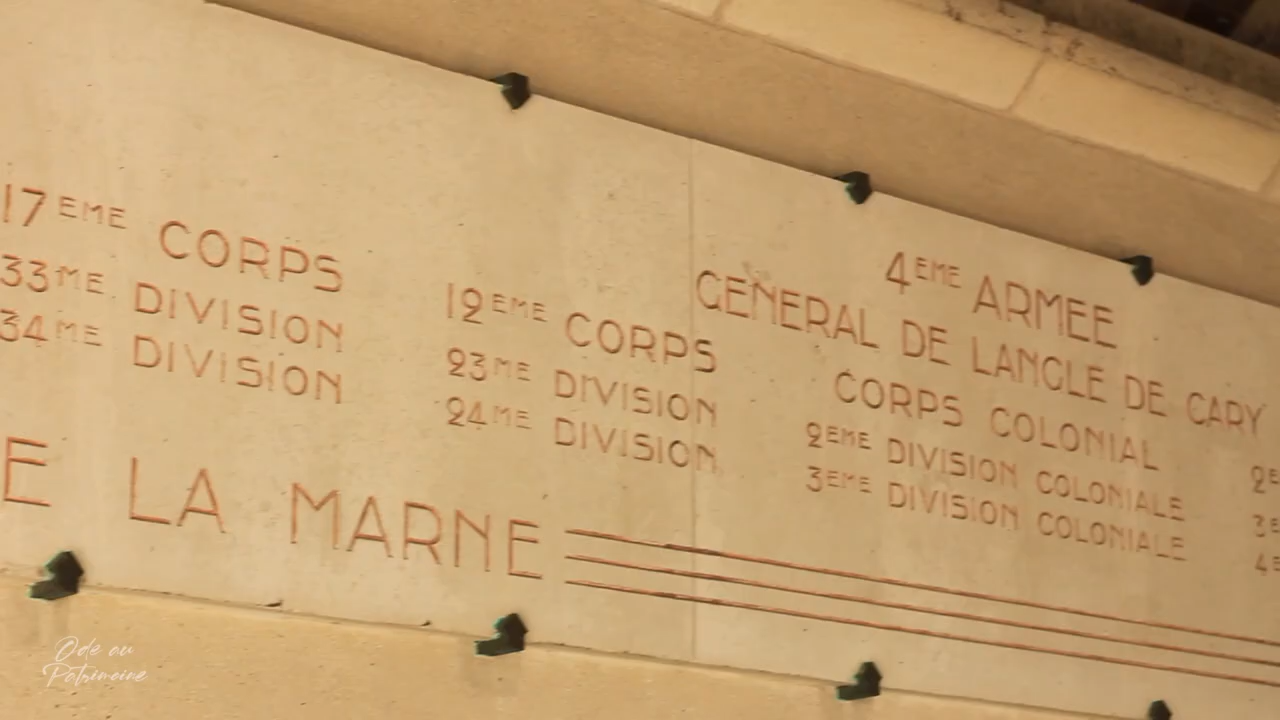 17EME CORPS
33ME DIVISION
34ME DIVISION
12EME CORPS
23ME DIVISION
24ME DIVISION
4EME ARMEE
GENERAL DE LANGLE DE CARY
CORPS COLONIAL
2EME DIVISION COLONIALE
3EME DIVISION COLONIALE
E LA MARNE
Ode au
Patrimoine